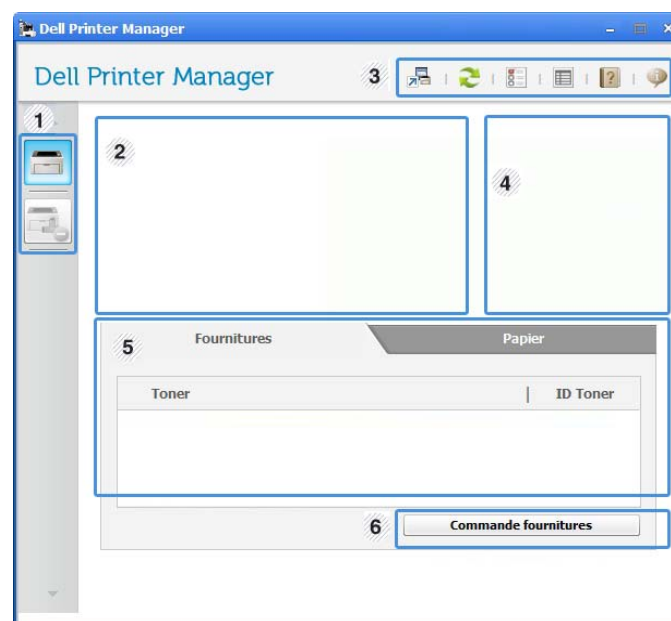 Dell Printer Manager
Dell Printer Manager
3
1
2
4
5
Fournitures
Papier
Toner
ID Toner
6
Commande fournitures